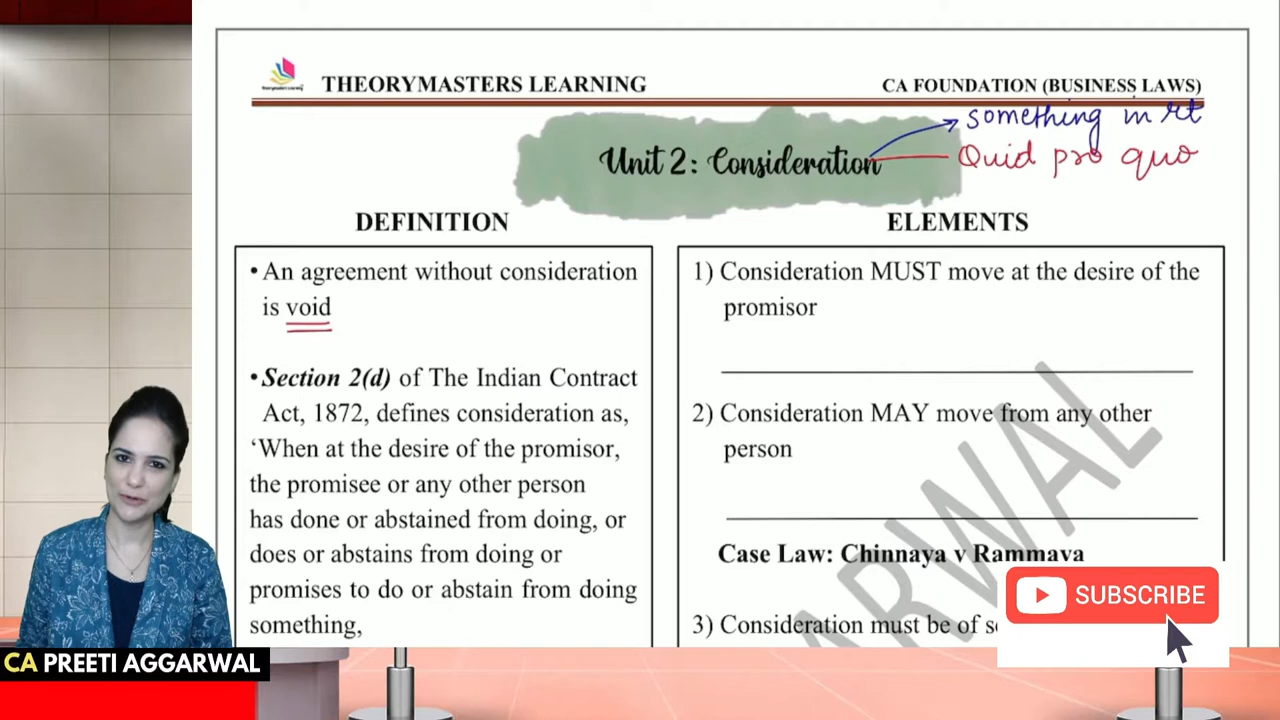 THEORYMASTERS LEARNING
CA FOUNDATION (BUSINESS LAWS)
something in rt
Unit 2: Consideration
Quid pro quo
DEFINITION
• An agreement without consideration
is void
• Section 2(d) of The Indian Contract
Act, 1872, defines consideration as,
‘When at the desire of the promisor,
the promisee or any other person
has done or abstained from doing, or
does or abstains from doing or
promises to do or abstain from doing
something,
ELEMENTS
1) Consideration MUST move at the desire of the
promisor
2) Consideration MAY move from any other
person
Case Law: Chinnaya v Rammaya
3) Consideration must be of
ARWAL
SUBSCRIBE
CA PREETI AGGARWAL